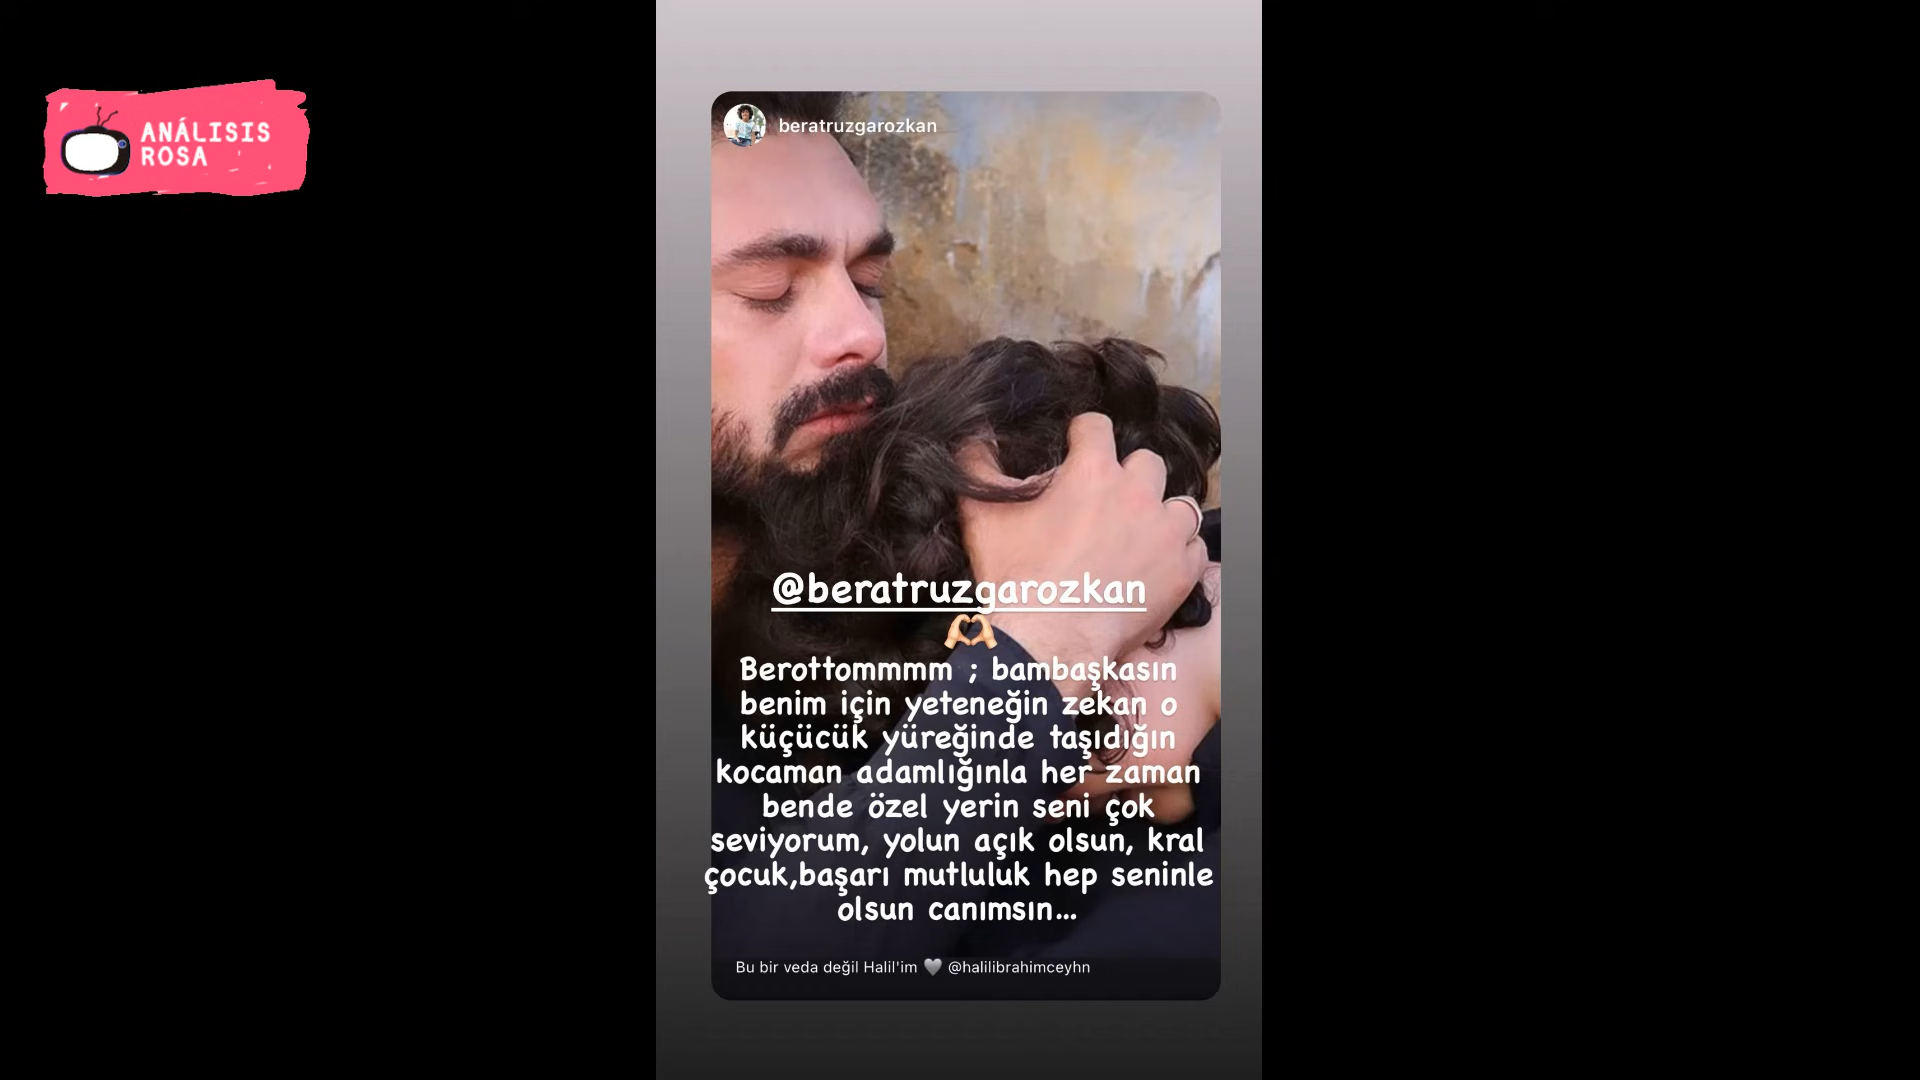 ANÁLISIS
ROSA
beratruzgarozkan
@beratruzgarozkan
Berottommmm ; bambaşkasın
benim için yeteneğin zekan o
küçücük yüreğinde taşıdığın
kocaman adamlığınla her zaman
bende özel yerin seni çok
seviyorum, yolun açık olsun, kral
çocuk,başarı mutluluk hep seninle
olsun canımsın...
Bu bir veda değil Halil'im 🤍 @halilibrahimceyhn